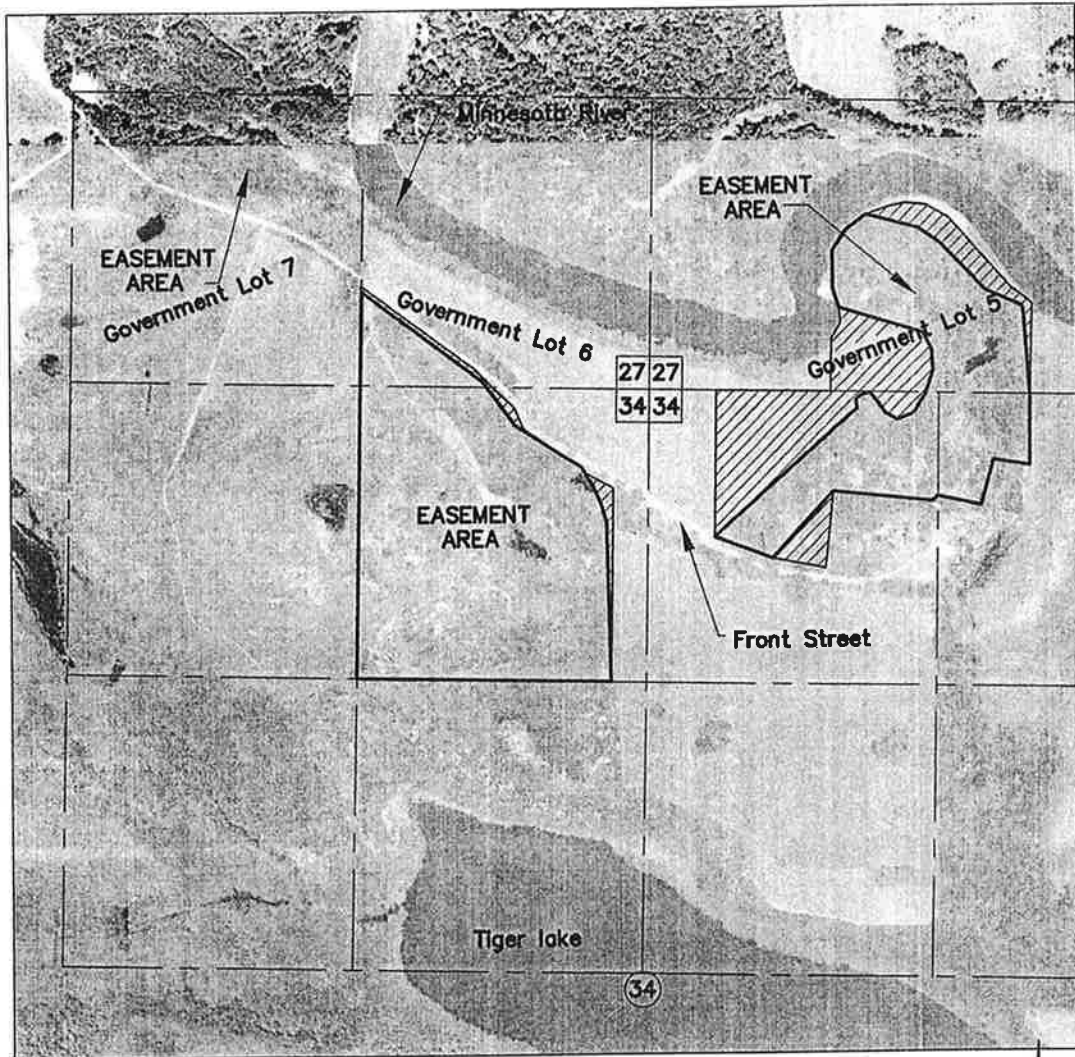 Minnesota River
EASEMENT
AREA
EASEMENT
AREA
Government Lot 7
Government Lot 6
Government Lot 5
27 27
34 34
EASEMENT
AREA
Front Street
Tiger lake
34